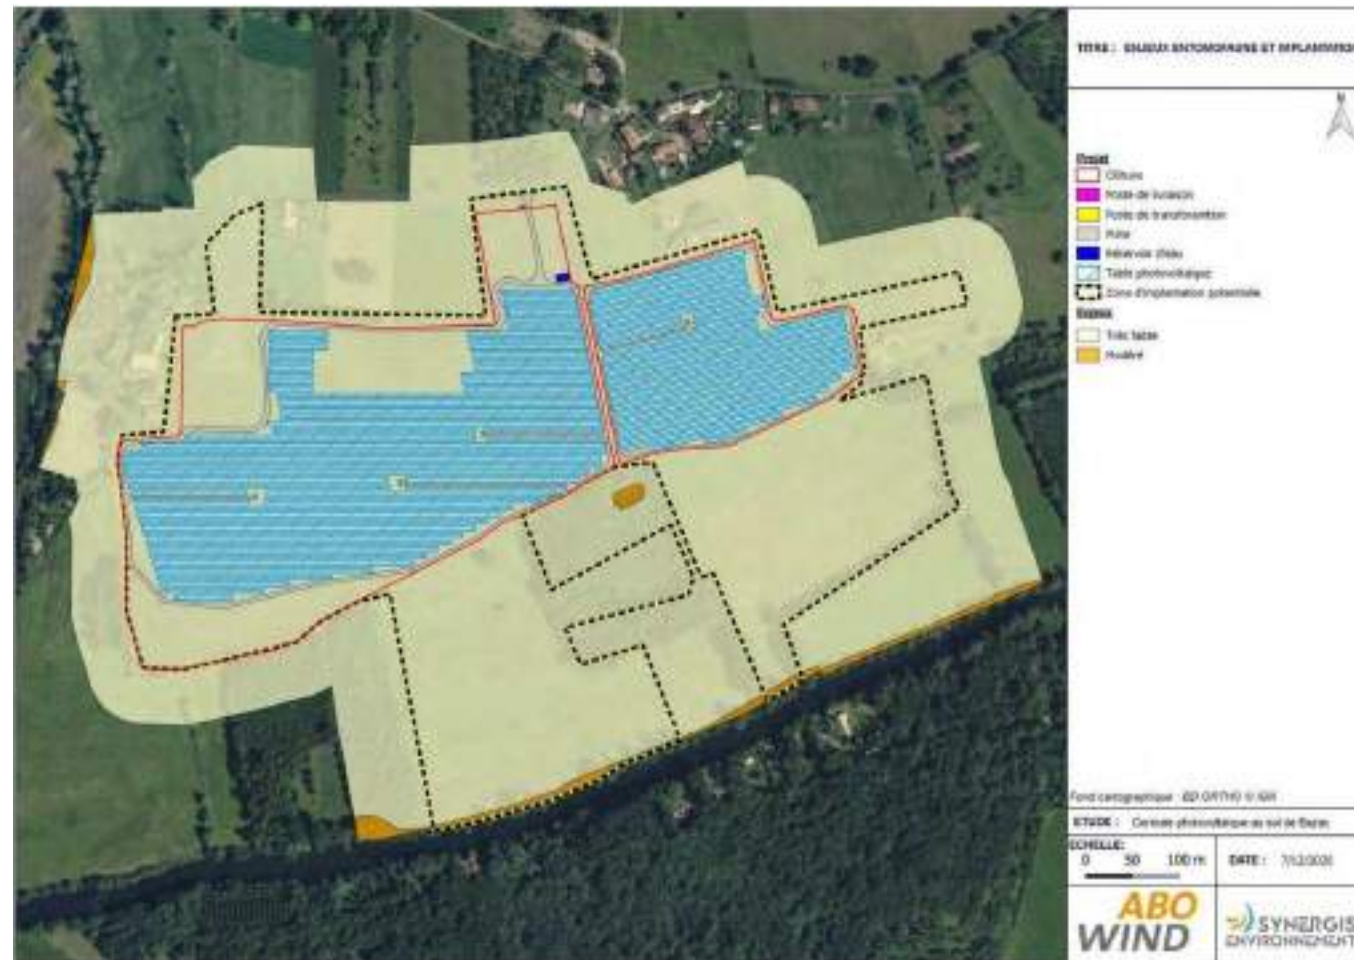 TITRE : ENJEUX ENTOMOFAUNE ET IMPLANTATION
N
Projet
Clôture
Poste de livraison
Poste de transformation
Piste
Réservoir d'eau
Table photovoltaïque
Zone d'implantation potentielle
Enjeux
Très faible
Modéré
Fond cartographique : BD ORTHO © IGN
ETUDE : Centrale photovoltaïque au sol de Bazas
ECHELLE:
0 50 100 m
DATE :
ABO
WIND
SYNERGIS
ENVIRONNEMENT